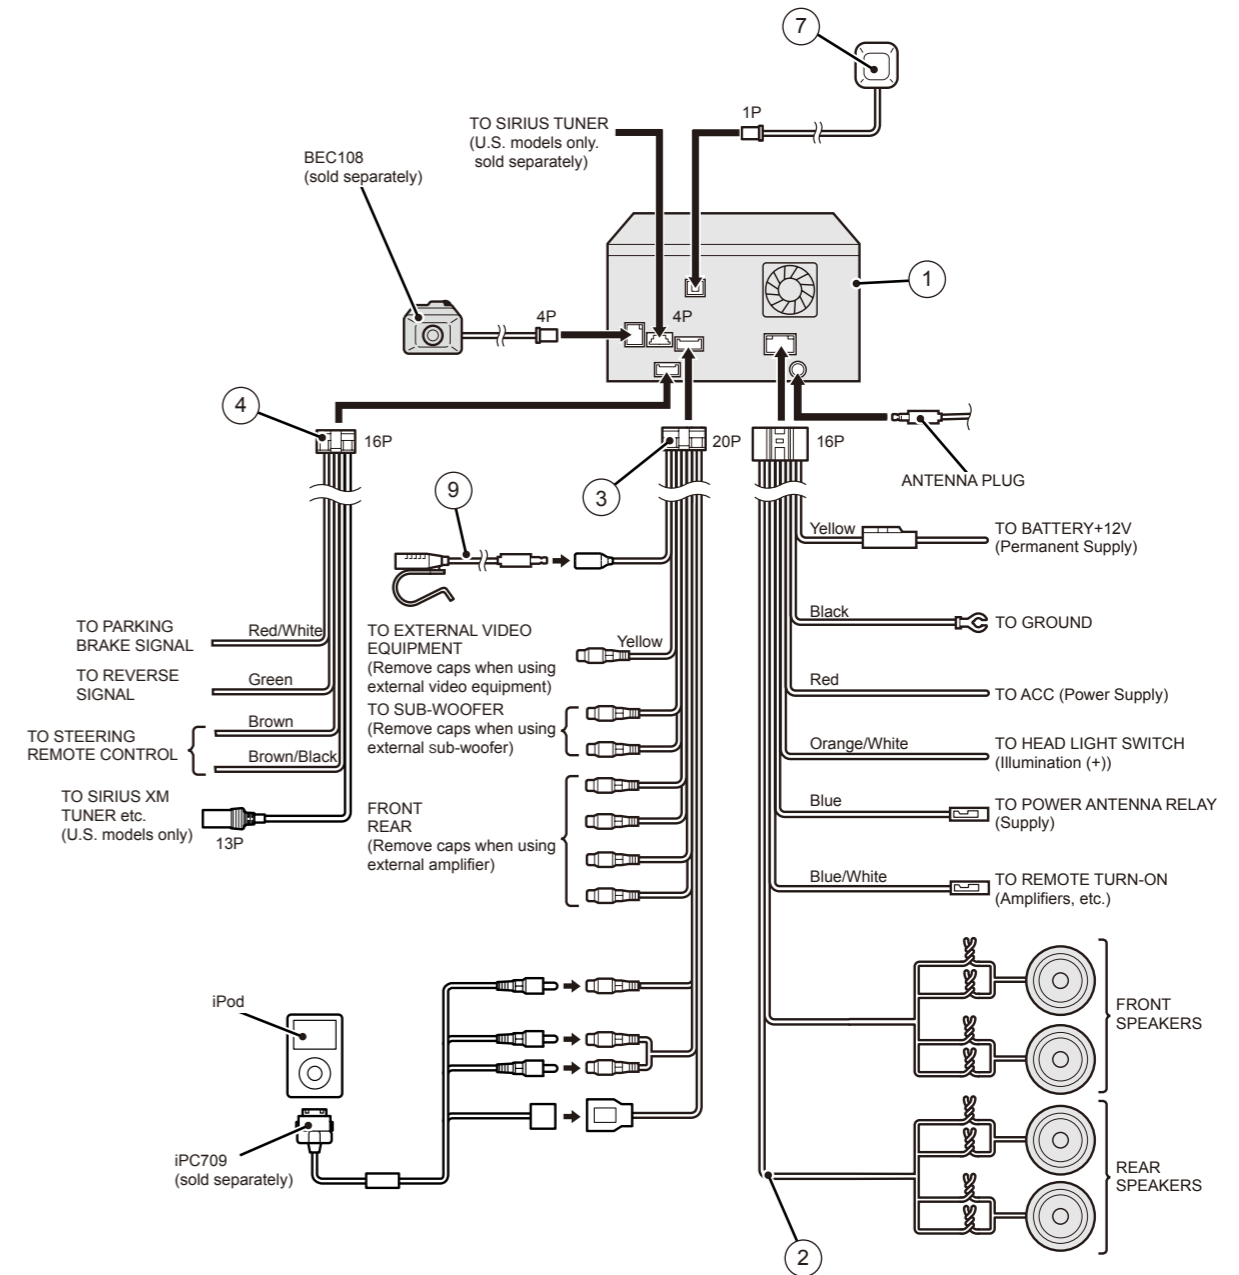 7
1P
TO SIRIUS TUNER
(U.S. models only.
sold separately)
BEC108
(sold separately)
1
4P
4P
4
16P
3
20P
16P
ANTENNA PLUG
9
Yellow
TO BATTERY+12V
(Permanent Supply)
Black
TO GROUND
Red
TO ACC (Power Supply)
Orange/White
TO HEAD LIGHT SWITCH
(Illumination (+))
Blue
TO POWER ANTENNA RELAY
(Supply)
Blue/White
TO REMOTE TURN-ON
(Amplifiers, etc.)
TO PARKING
BRAKE SIGNAL
Red/White
TO REVERSE
SIGNAL
Green
TO STEERING
REMOTE CONTROL
Brown
Brown/Black
TO SIRIUS XM
TUNER etc.
(U.S. models only)
13P
TO EXTERNAL VIDEO
EQUIPMENT
(Remove caps when using
external video equipment)
Yellow
TO SUB-WOOFER
(Remove caps when using
external sub-woofer)
FRONT
REAR
(Remove caps when using
external amplifier)
iPod
iPC709
(sold separately)
FRONT
SPEAKERS
REAR
SPEAKERS
2